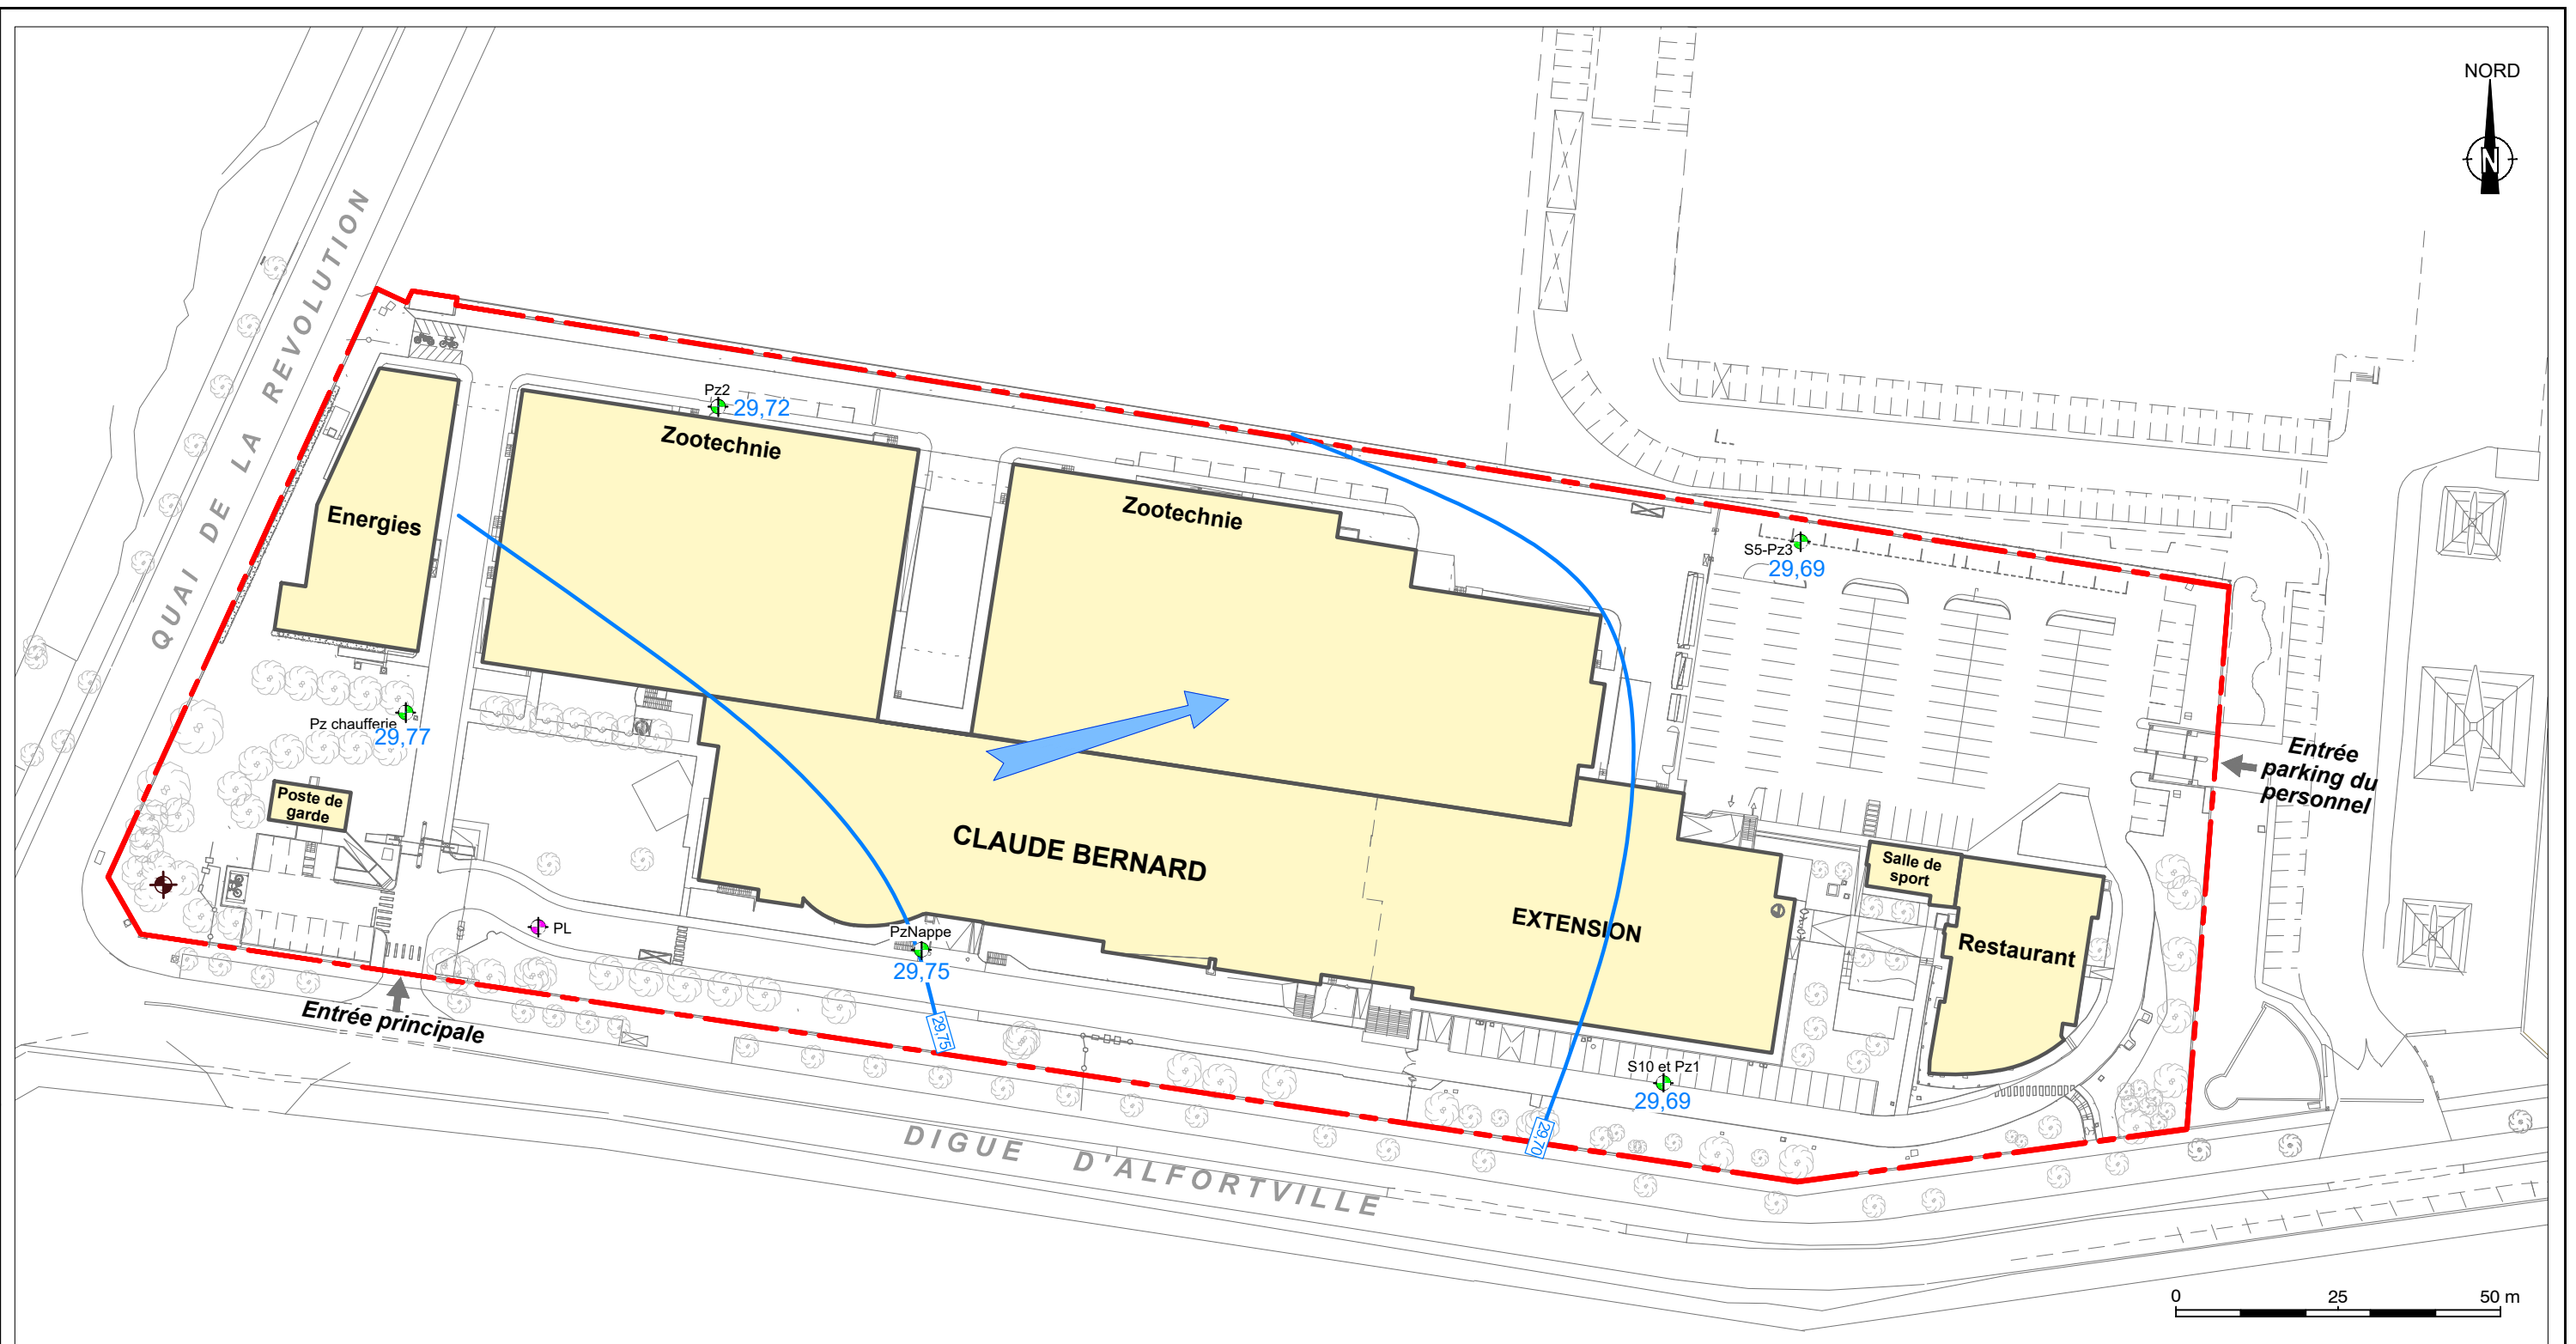 NORD
N
QUAI DE LA REVOLUTION
Pz2
29,72
Zootechnie
Energies
Zootechnie
S5-Pz3
29,69
Pz chaufferie
29,77
Poste de
garde
Entrée
parking du
personnel
CLAUDE BERNARD
Salle de
sport
EXTENSION
Restaurant
PL
PzNappe
29,75
29,75
Entrée principale
S10 et Pz1
29,69
29,70
DIGUE D'ALFORTVILLE
0 25 50 m